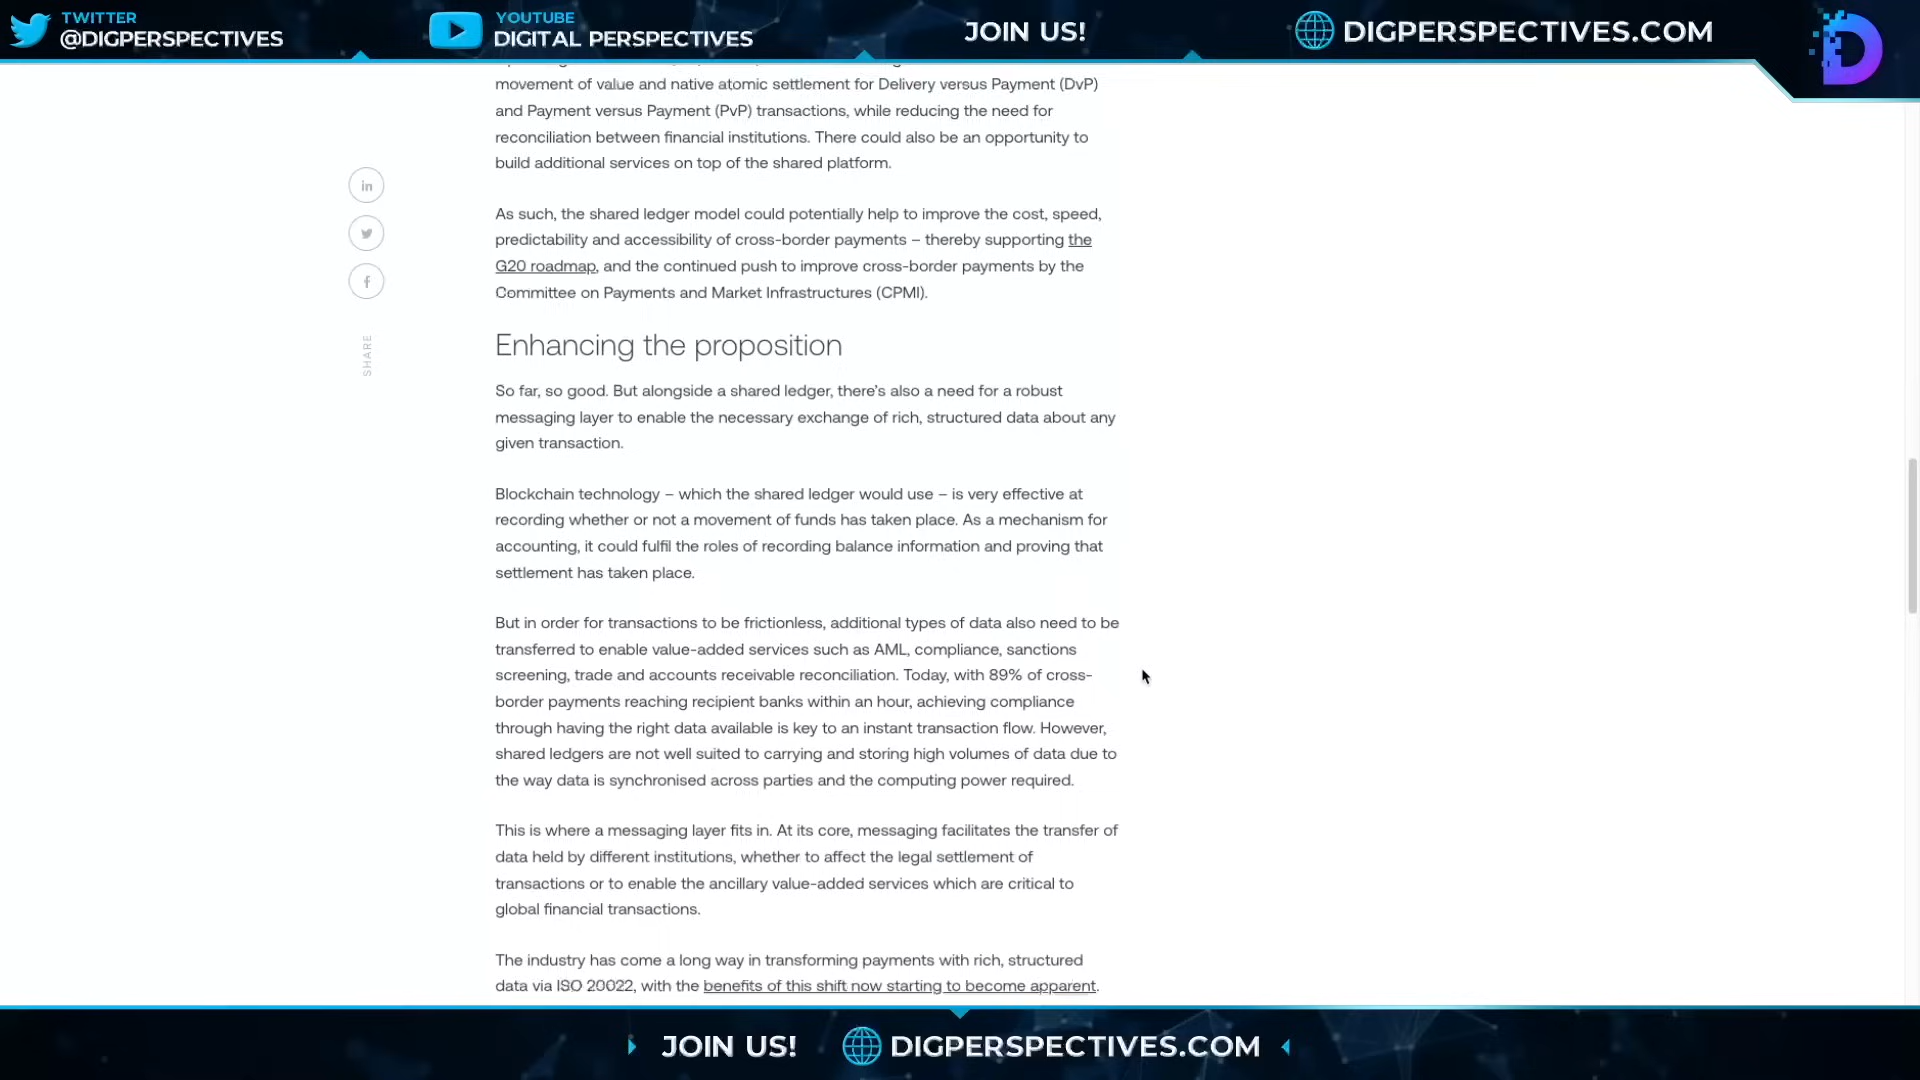 TWITTER
@DIGPERSPECTIVES
YOUTUBE
DIGITAL PERSPECTIVES
JOIN US!
DIGPERSPECTIVES.COM
movement of value and native atomic settlement for Delivery versus Payment (DvP)
and Payment versus Payment (PvP) transactions, while reducing the need for
reconciliation between financial institutions. There could also be an opportunity to
build additional services on top of the shared platform.
As such, the shared ledger model could potentially help to improve the cost, speed,
predictability and accessibility of cross-border payments – thereby supporting the
G20 roadmap, and the continued push to improve cross-border payments by the
Committee on Payments and Market Infrastructures (CPMI).
SHARE
Enhancing the proposition
So far, so good. But alongside a shared ledger, there's also a need for a robust
messaging layer to enable the necessary exchange of rich, structured data about any
given transaction.
Blockchain technology – which the shared ledger would use – is very effective at
recording whether or not a movement of funds has taken place. As a mechanism for
accounting, it could fulfil the roles of recording balance information and proving that
settlement has taken place.
But in order for transactions to be frictionless, additional types of data also need to be
transferred to enable value-added services such as AML, compliance, sanctions
screening, trade and accounts receivable reconciliation. Today, with 89% of cross-
border payments reaching recipient banks within an hour, achieving compliance
through having the right data available is key to an instant transaction flow. However,
shared ledgers are not well suited to carrying and storing high volumes of data due to
the way data is synchronised across parties and the computing power required.
This is where a messaging layer fits in. At its core, messaging facilitates the transfer of
data held by different institutions, whether to affect the legal settlement of
transactions or to enable the ancillary value-added services which are critical to
global financial transactions.
The industry has come a long way in transforming payments with rich, structured
data via ISO 20022, with the benefits of this shift now starting to become apparent.
JOIN US!
DIGPERSPECTIVES.COM